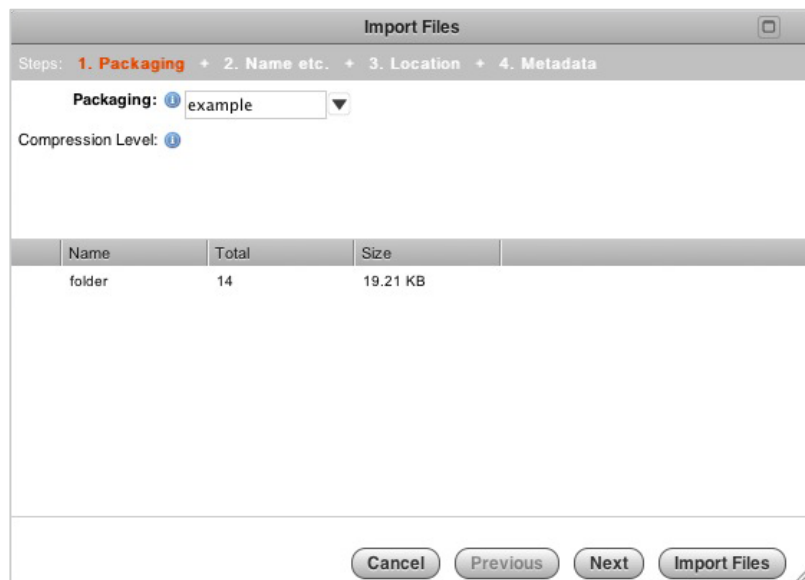 Import Files
Steps: 1. Packaging + 2. Name etc. + 3. Location + 4. Metadata
Packaging: i example
Compression Level: i
Name Total Size
folder 14 19.21 KB
Cancel Previous Next Import Files